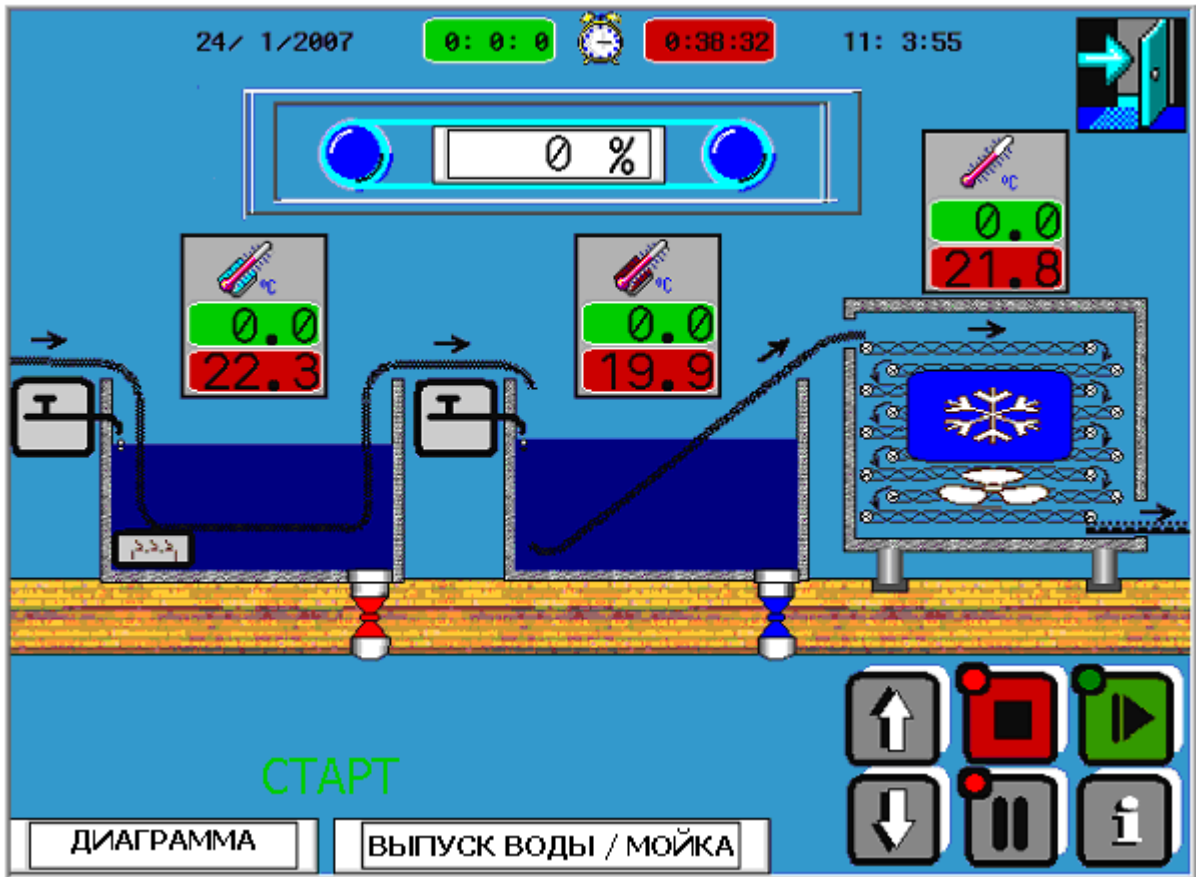 24/ 1/2007 0: 0: 0 0:38:32 11: 3:55
0 %
°C
0.0
21.8
°C
0.0
22.3
°C
0.0
19.9
СТАРТ
ДИАГРАММА
ВЫПУСК ВОДЫ / МОЙКА
i